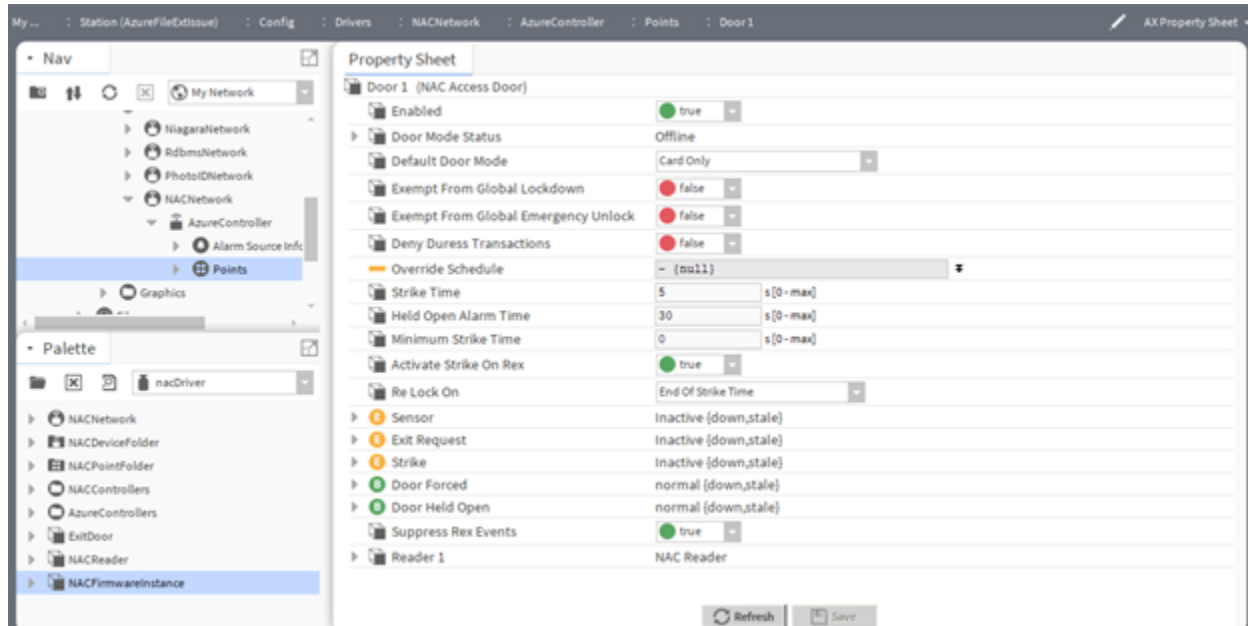 My... : Station (AzureFileExtIssue) : Config : Drivers : NACNetwork : AzureController : Points : Door1 AX Property Sheet
Nav
My Network
NiagaraNetwork
RdbmsNetwork
PhotoIDNetwork
NACNetwork
AzureController
Alarm Source Info
Points
Graphics
Palette
nacDriver
NACNetwork
NACDeviceFolder
NACPointFolder
NACControllers
AzureControllers
ExitDoor
NACReader
NACFirmwareInstance
Property Sheet
Door 1 (NAC Access Door)
Enabled true
Door Mode Status Offline
Default Door Mode Card Only
Exempt From Global Lockdown false
Exempt From Global Emergency Unlock false
Deny Duress Transactions false
Override Schedule - {null}
Strike Time 5 s [0 - max]
Held Open Alarm Time 30 s [0 - max]
Minimum Strike Time 0 s [0 - max]
Activate Strike On Rex true
Re Lock On End Of Strike Time
E Sensor Inactive {down,stale}
E Exit Request Inactive {down,stale}
E Strike Inactive {down,stale}
B Door Forced normal {down,stale}
B Door Held Open normal {down,stale}
Suppress Rex Events true
Reader 1 NAC Reader
Refresh Save